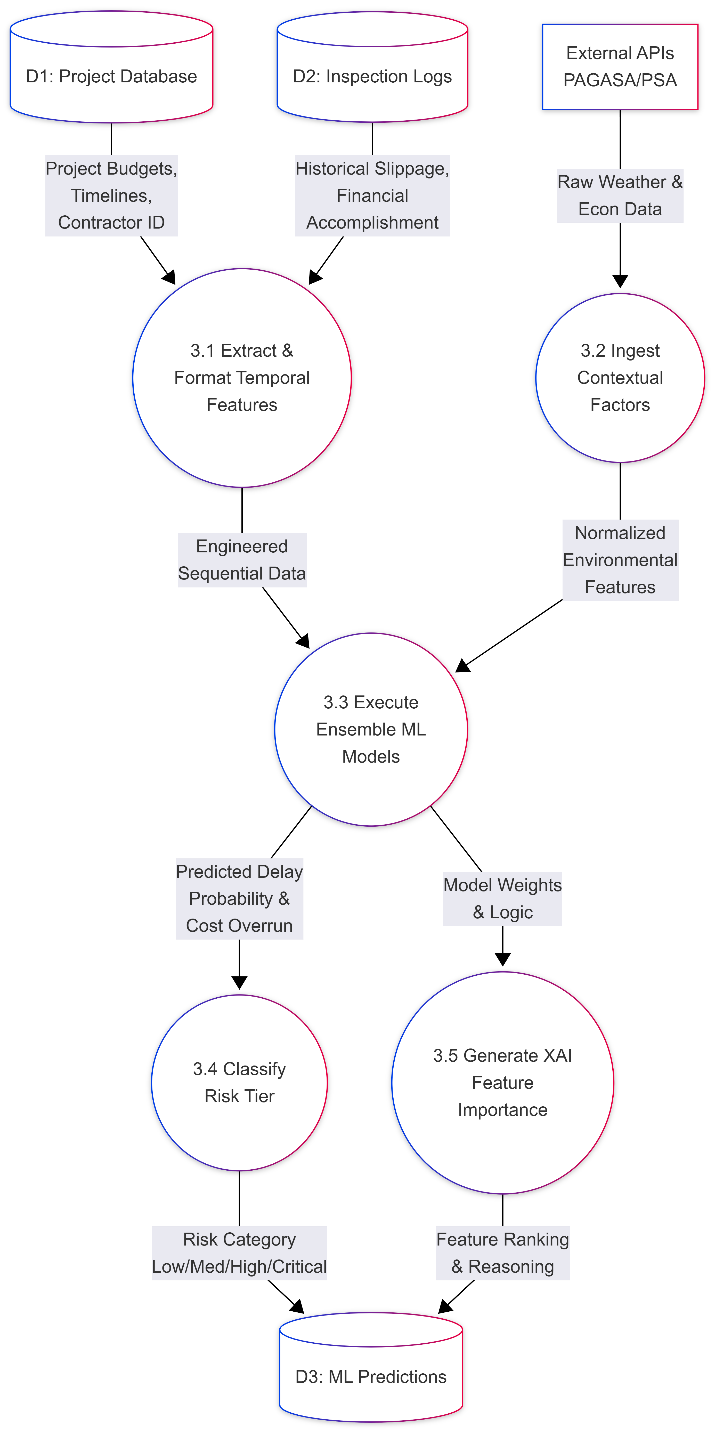 D1: Project Database
D2: Inspection Logs
External APIs
PAGASA/PSA
Project Budgets,
Timelines,
Contractor ID
Historical Slippage,
Financial
Accomplishment
Raw Weather &
Econ Data
3.1 Extract &
Format Temporal
Features
3.2 Ingest
Contextual
Factors
Engineered
Sequential Data
Normalized
Environmental
Features
3.3 Execute
Ensemble ML
Models
Predicted Delay
Probability &
Cost Overrun
Model Weights
& Logic
3.4 Classify
Risk Tier
3.5 Generate XAI
Feature
Importance
Risk Category
Low/Med/High/Critical
Feature Ranking
& Reasoning
D3: ML Predictions